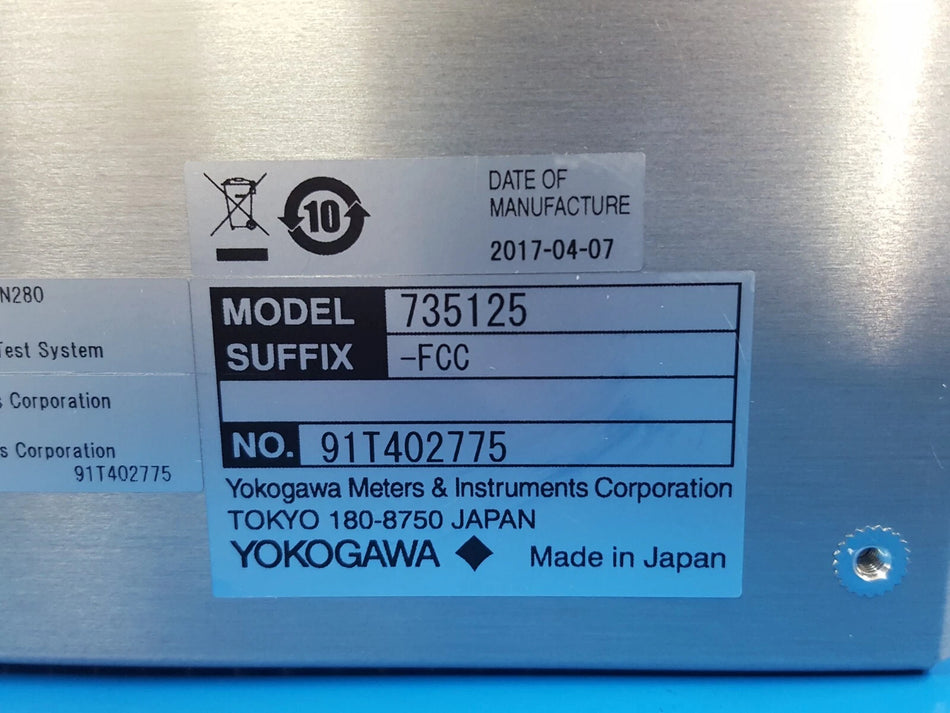 10
DATE OF
MANUFACTURE
2017-04-07
N280
Test System
s Corporation
s Corporation
91T402775
MODEL 735125
SUFFIX -FCC
NO. 91T402775
Yokogawa Meters & Instruments Corporation
TOKYO 180-8750 JAPAN
YOKOGAWA Made in Japan